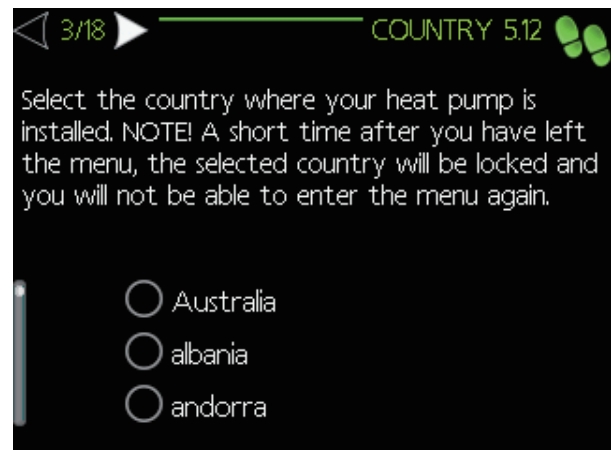 3/18 COUNTRY 5.12
Select the country where your heat pump is
installed. NOTE! A short time after you have left
the menu, the selected country will be locked and
you will not be able to enter the menu again.
Australia
albania
andorra